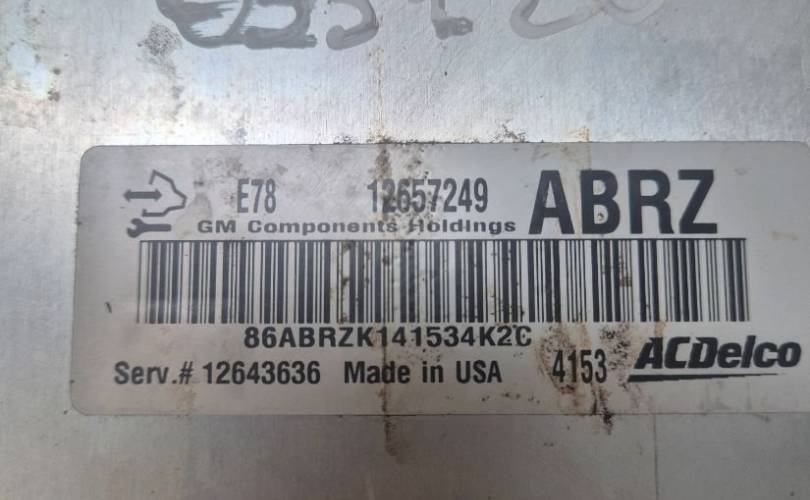 E78 12657249 ABRZ
GM Components Holdings
86ABRZK141534K2C
Serv.# 12643636 Made in USA 4153 ACDelco